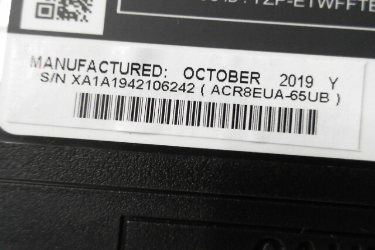 MANUFACTURED: OCTOBER 2019 Y
S/N XA1A1942106242 ( ACR8EUA-65UB )